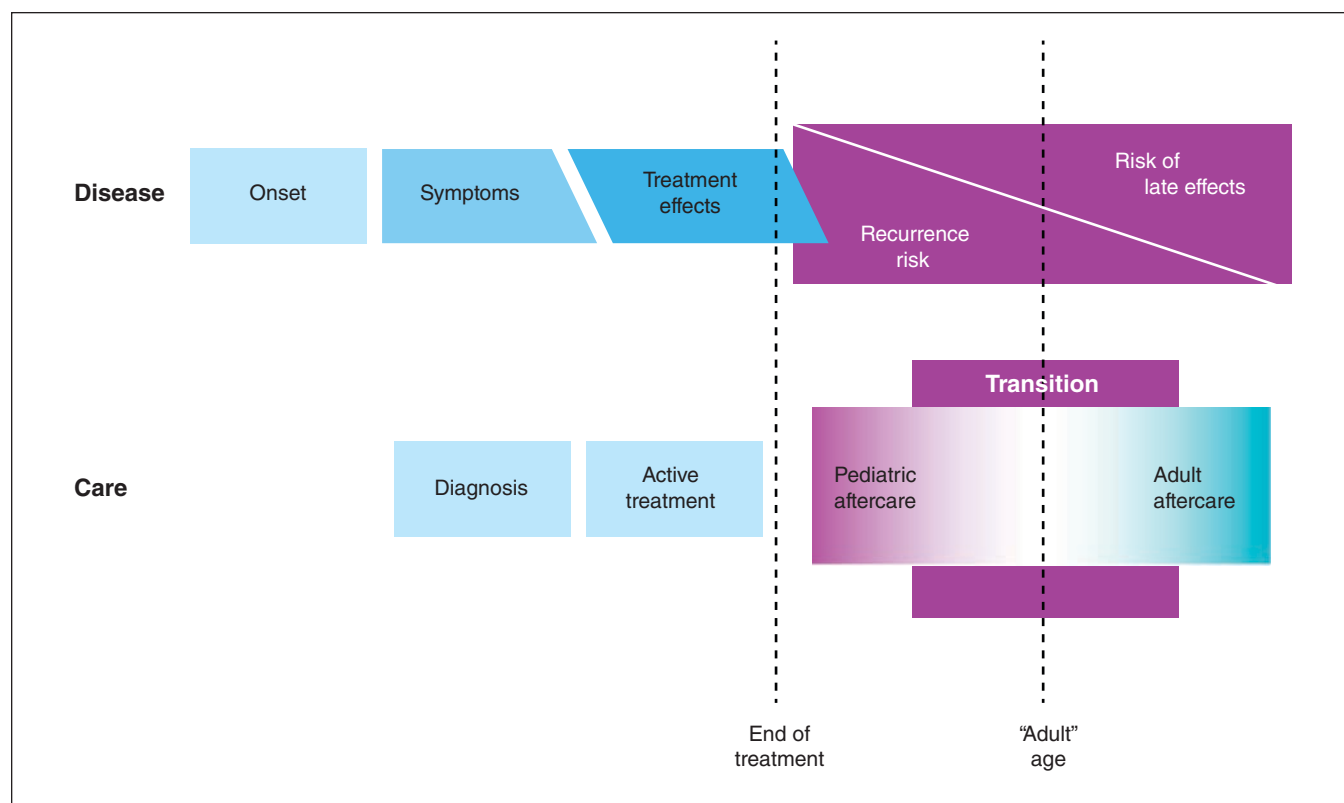 Disease
Onset
Symptoms
Treatment
effects
Recurrence
risk
Risk of
late effects
Care
Diagnosis
Active
treatment
Transition
Pediatric
aftercare
Adult
aftercare
End of
treatment
“Adult”
age